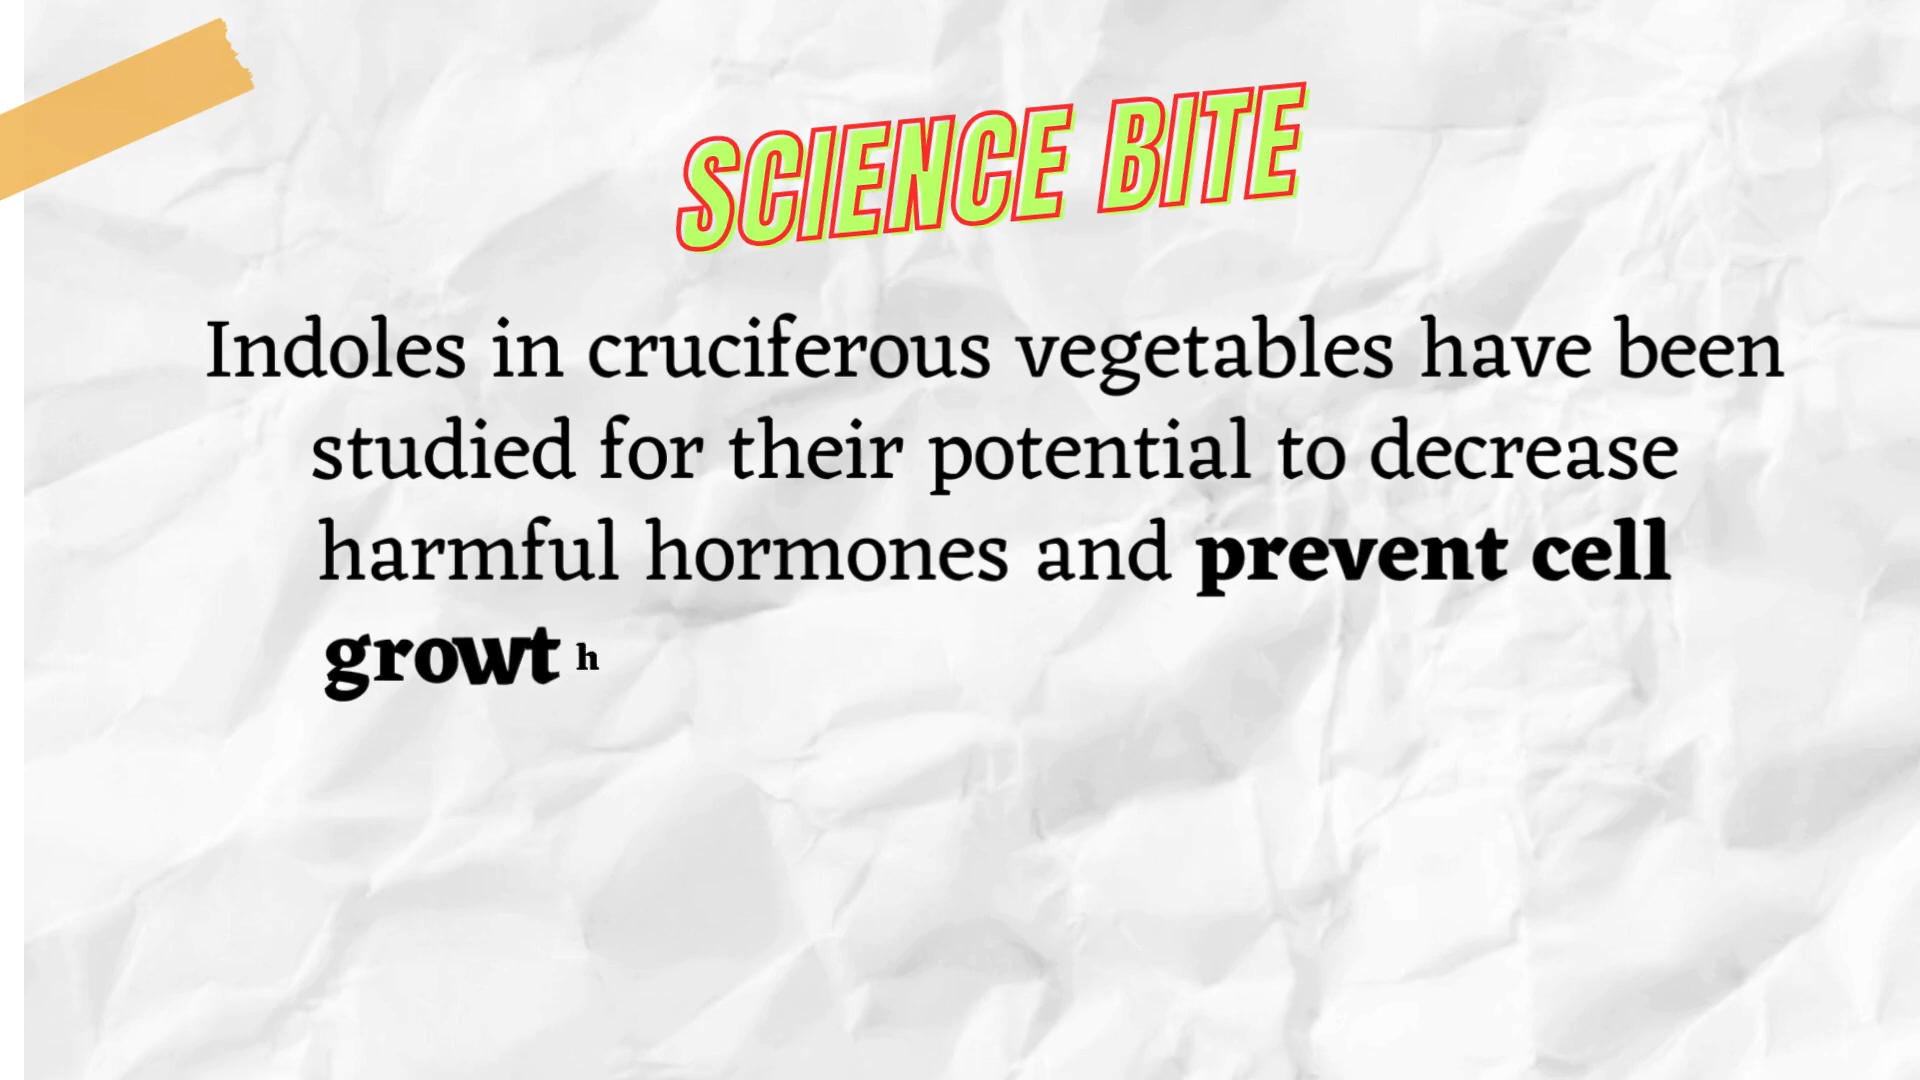 SCIENCE BITE
Indoles in cruciferous vegetables have been
studied for their potential to decrease
harmful hormones and prevent cell
growth